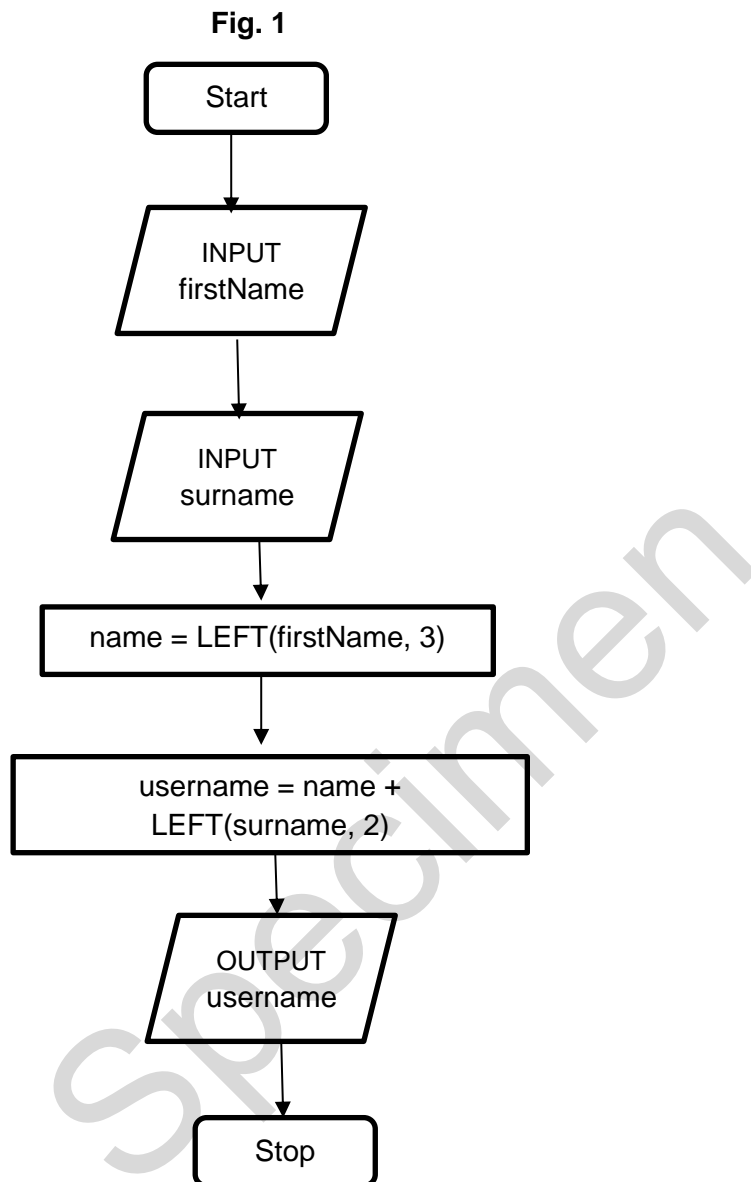 Fig. 1
Start
INPUT
firstName
INPUT
surname
name = LEFT(firstName, 3)
username = name +
LEFT(surname, 2)
OUTPUT
username
Stop
Specimen